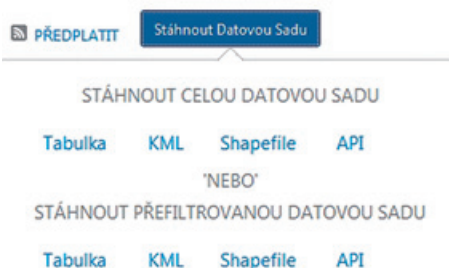 PŘEDPLATIT Stáhnout Datovou Sadu
STÁHNOUT CELOU DATOVOU SADU
Tabulka KML Shapefile API
'NEBO'
STÁHNOUT PŘEFILTROVANOU DATOVOU SADU
Tabulka KML Shapefile API